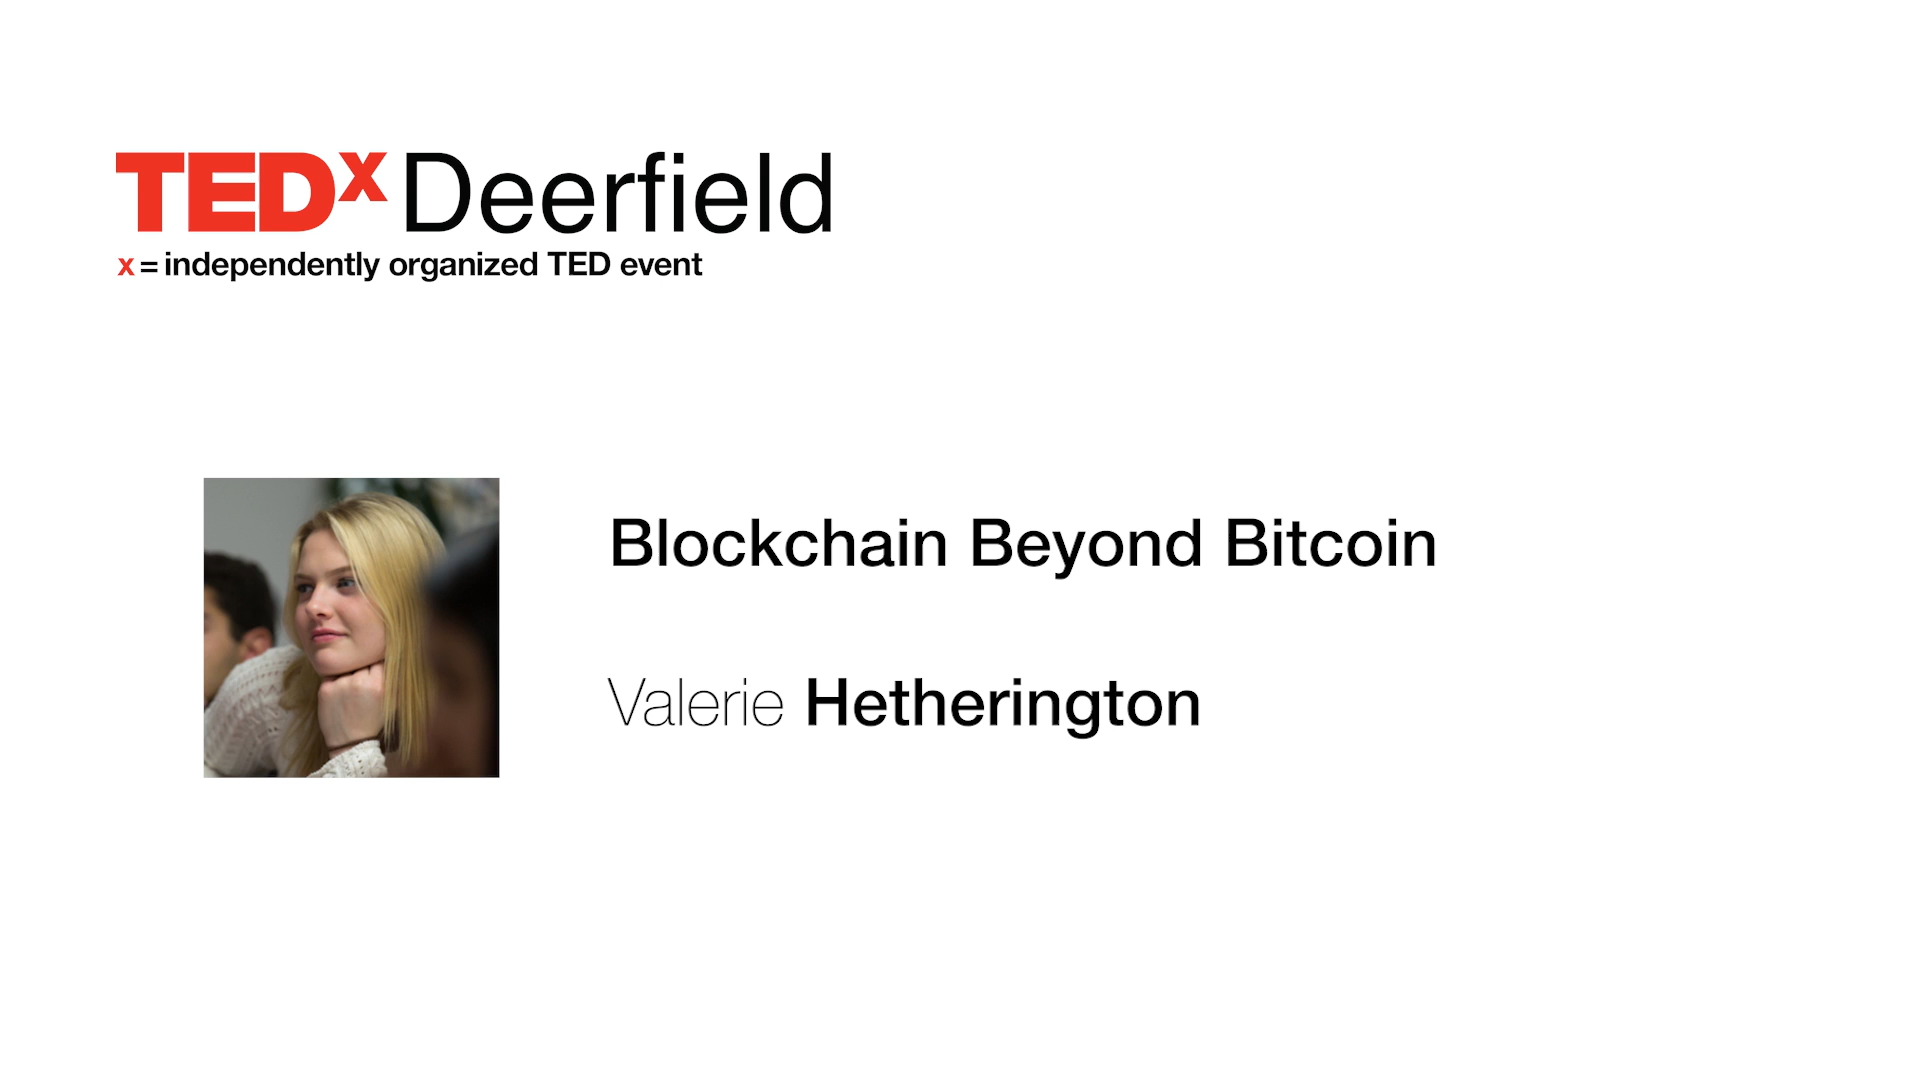 TEDx Deerfield
x = independently organized TED event
Blockchain Beyond Bitcoin
Valerie Hetherington